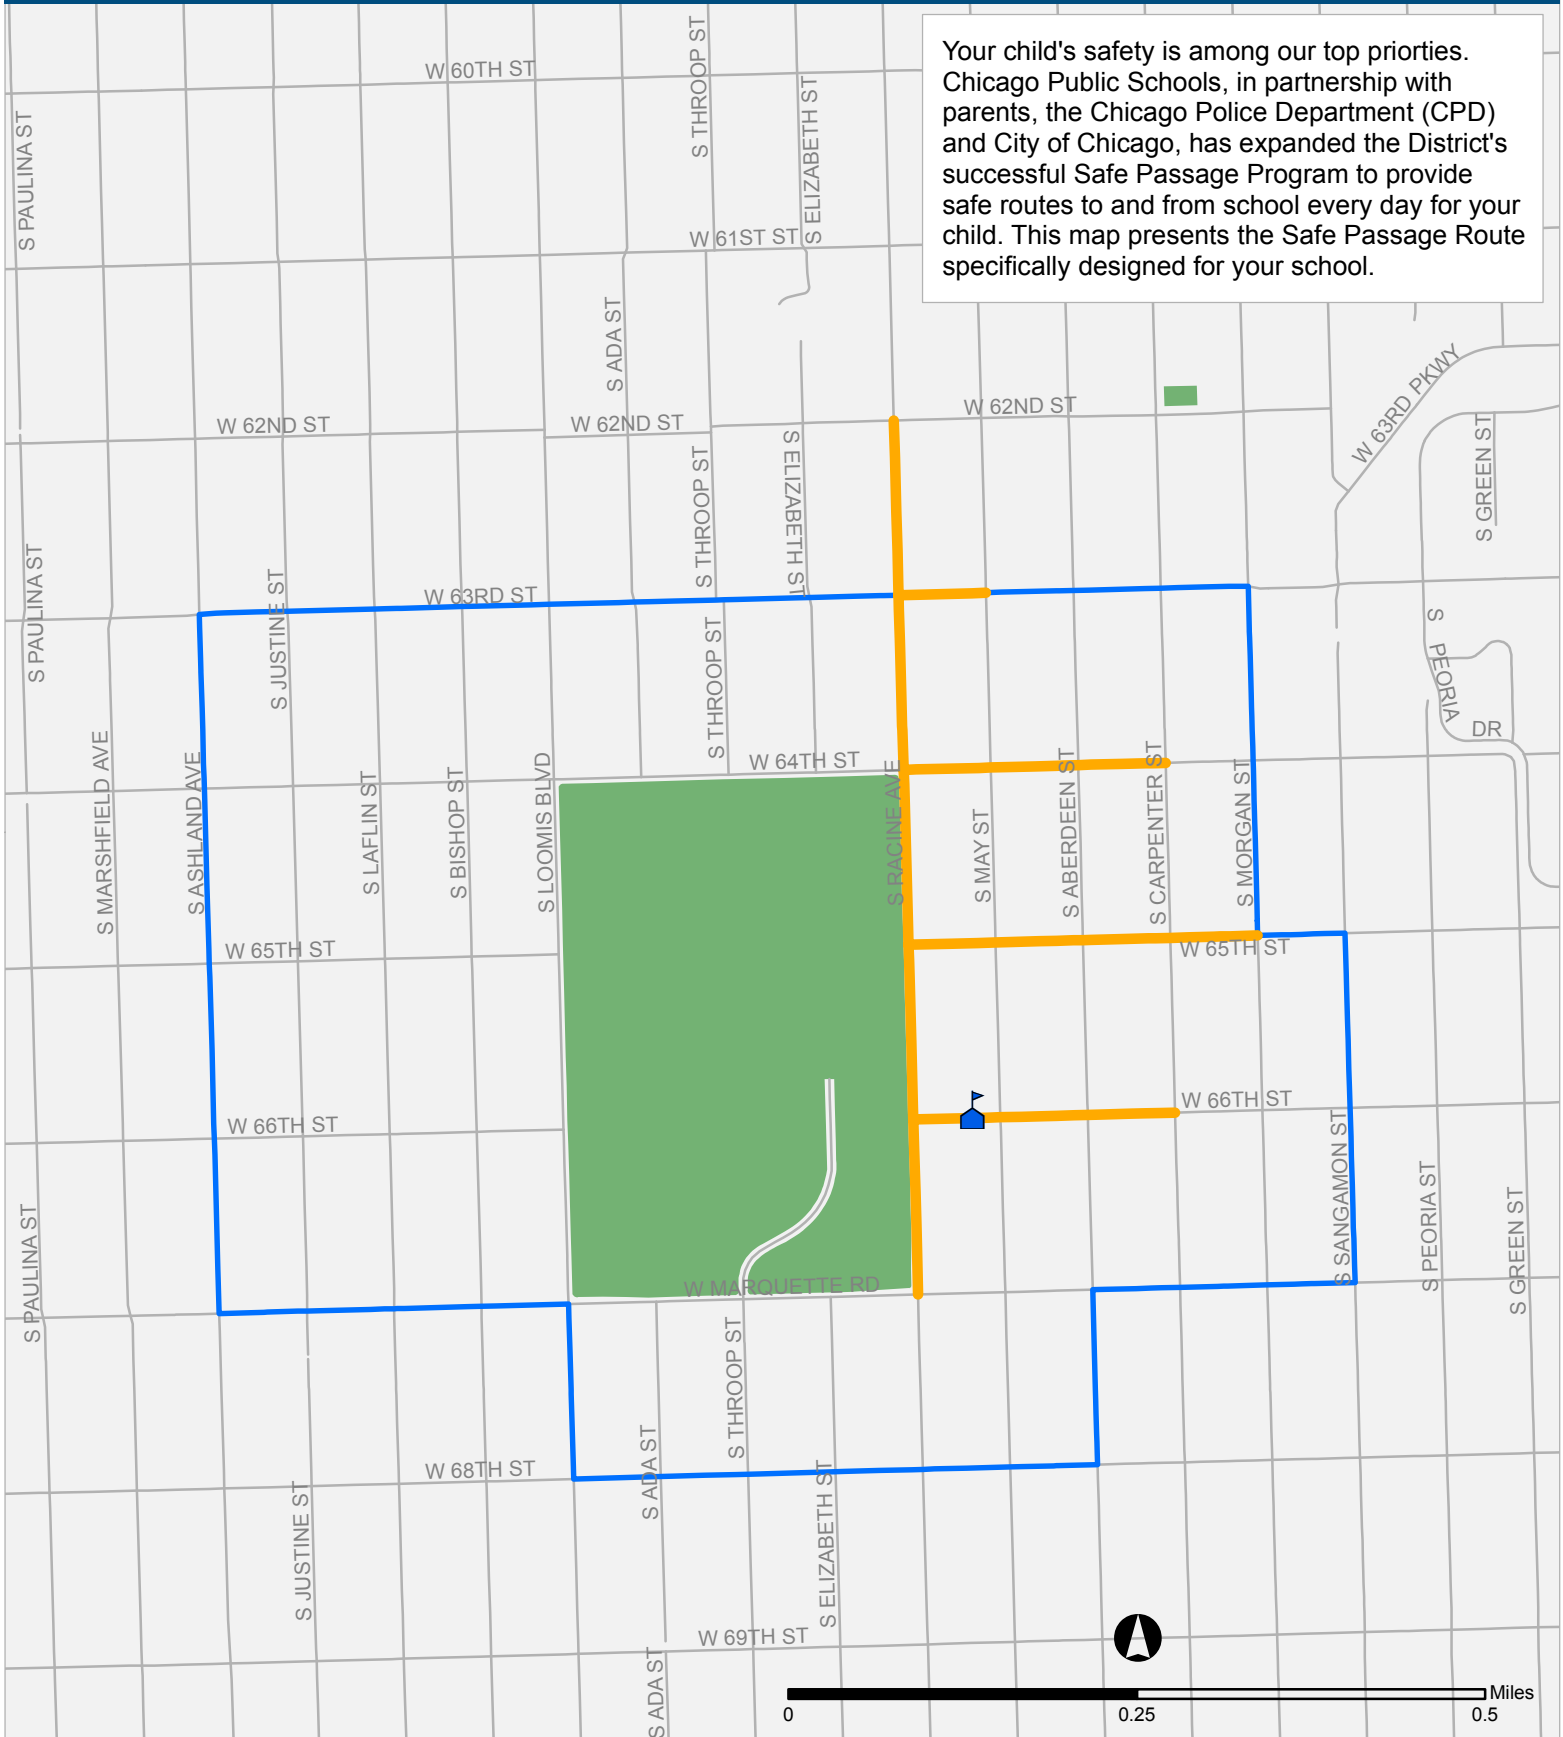 Your child's safety is among our top priorties.
Chicago Public Schools, in partnership with
parents, the Chicago Police Department (CPD)
and City of Chicago, has expanded the District's
successful Safe Passage Program to provide
safe routes to and from school every day for your
child. This map presents the Safe Passage Route
specifically designed for your school.
W 60TH ST
S THROOP ST
S ELIZABETH ST
S PAULINA ST
W 61ST ST
S ADA ST
W 63RD PKWY
W 62ND ST
W 62ND ST
W 62ND ST
S GREEN ST
S THROOP ST
S ELIZABETH ST
S PAULINA ST
S JUSTINE ST
W 63RD ST
S THROOP ST
S PEORIA DR
W 64TH ST
S MARSHFIELD AVE
S ASHLAND AVE
S LAFLIN ST
S BISHOP ST
S LOOMIS BLVD
S RACINE AVE
S MAY ST
S ABERDEEN ST
S CARPENTER ST
S MORGAN ST
W 65TH ST
W 65TH ST
W 66TH ST
W 66TH ST
S SANGAMON ST
S PEORIA ST
S GREEN ST
S PAULINA ST
W MARQUETTE RD
S THROOP ST
S ADA ST
W 68TH ST
S ELIZABETH ST
S JUSTINE ST
W 69TH ST
S ADA ST
Miles
0
0.25
0.5